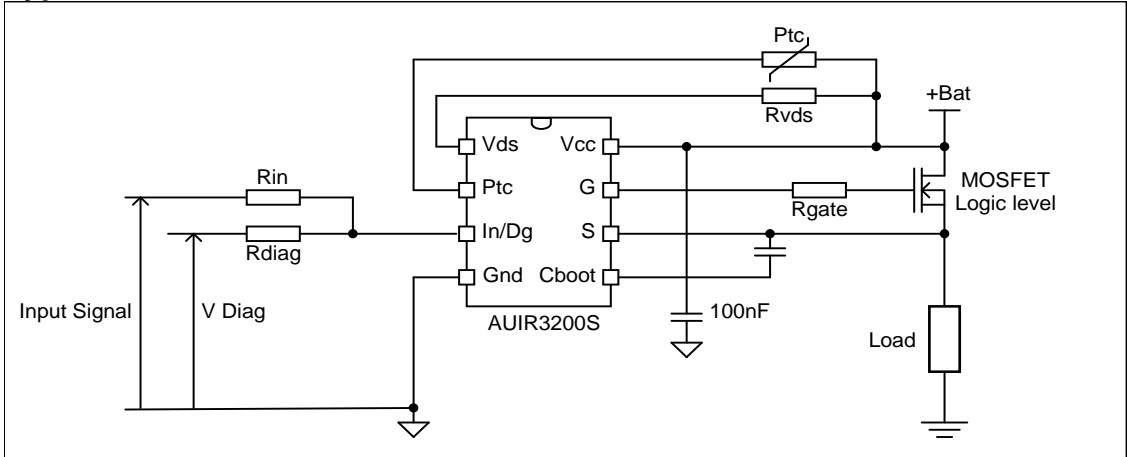 Ptc
+Bat
Rvds
Vds Vcc
Rin
Ptc G
MOSFET
Logic level
Rgate
In/Dg S
Rdiag
Gnd Cboot
Input Signal V Diag
100nF
AUIR3200S
Load